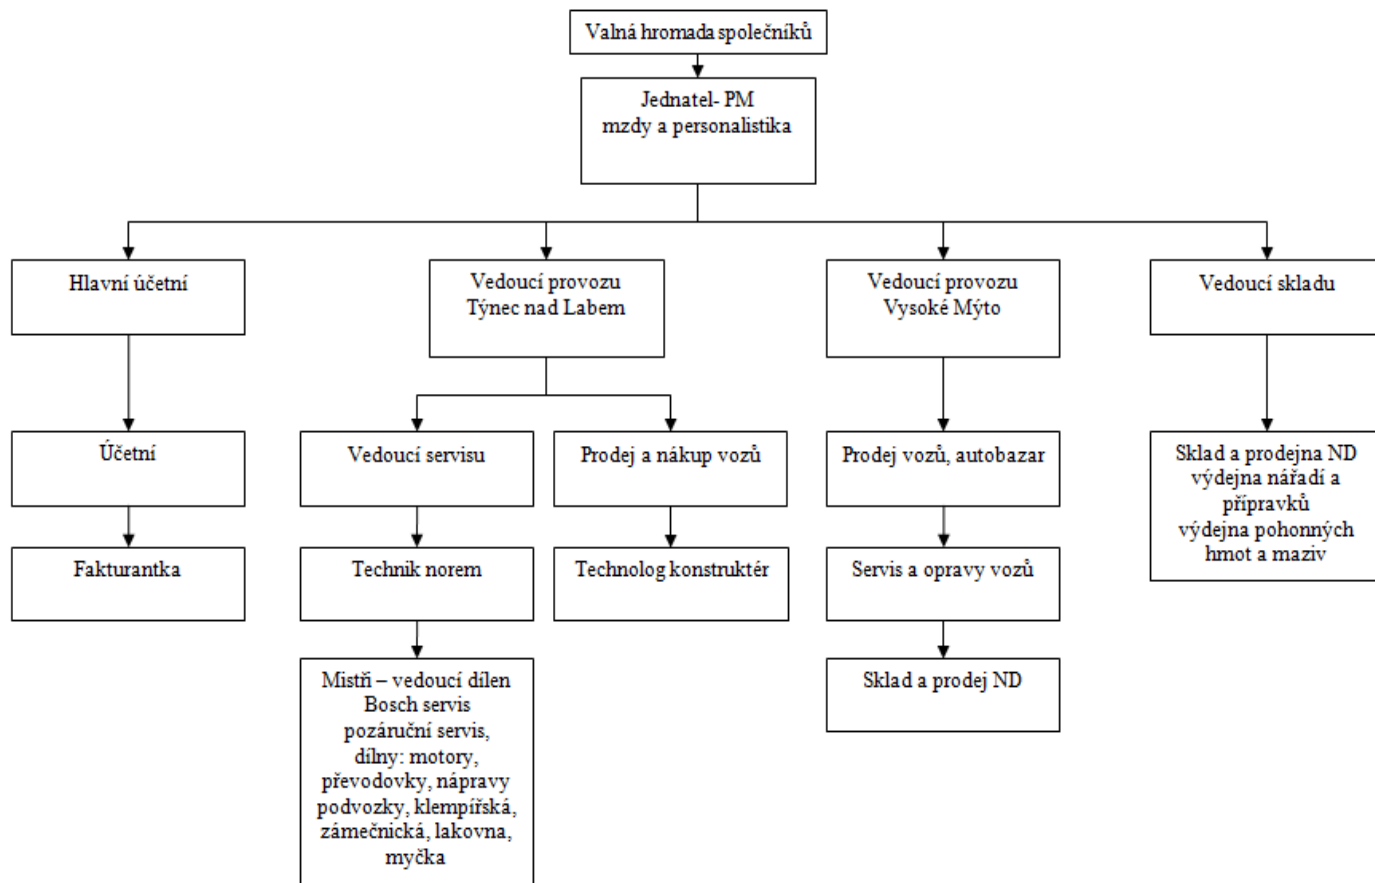 Valná hromada společníků
Jednatel- PM
mzdy a personalistika
Hlavní účetní
Vedoucí provozu
Týnec nad Labem
Vedoucí provozu
Vysoké Mýto
Vedoucí skladu
Účetní
Vedoucí servisu
Prodej a nákup vozů
Prodej vozů, autobazar
Sklad a prodejna ND
výdejna nářadí a
přípravků
výdejna pohonných
hmot a maziv
Fakturantka
Technik norem
Technolog konstruktér
Servis a opravy vozů
Mistři – vedoucí dílen
Bosch servis
pozáruční servis,
dílny: motory,
převodovky, nápravy
podvozky, klempířská,
zámečnická, lakovna,
myčka
Sklad a prodej ND